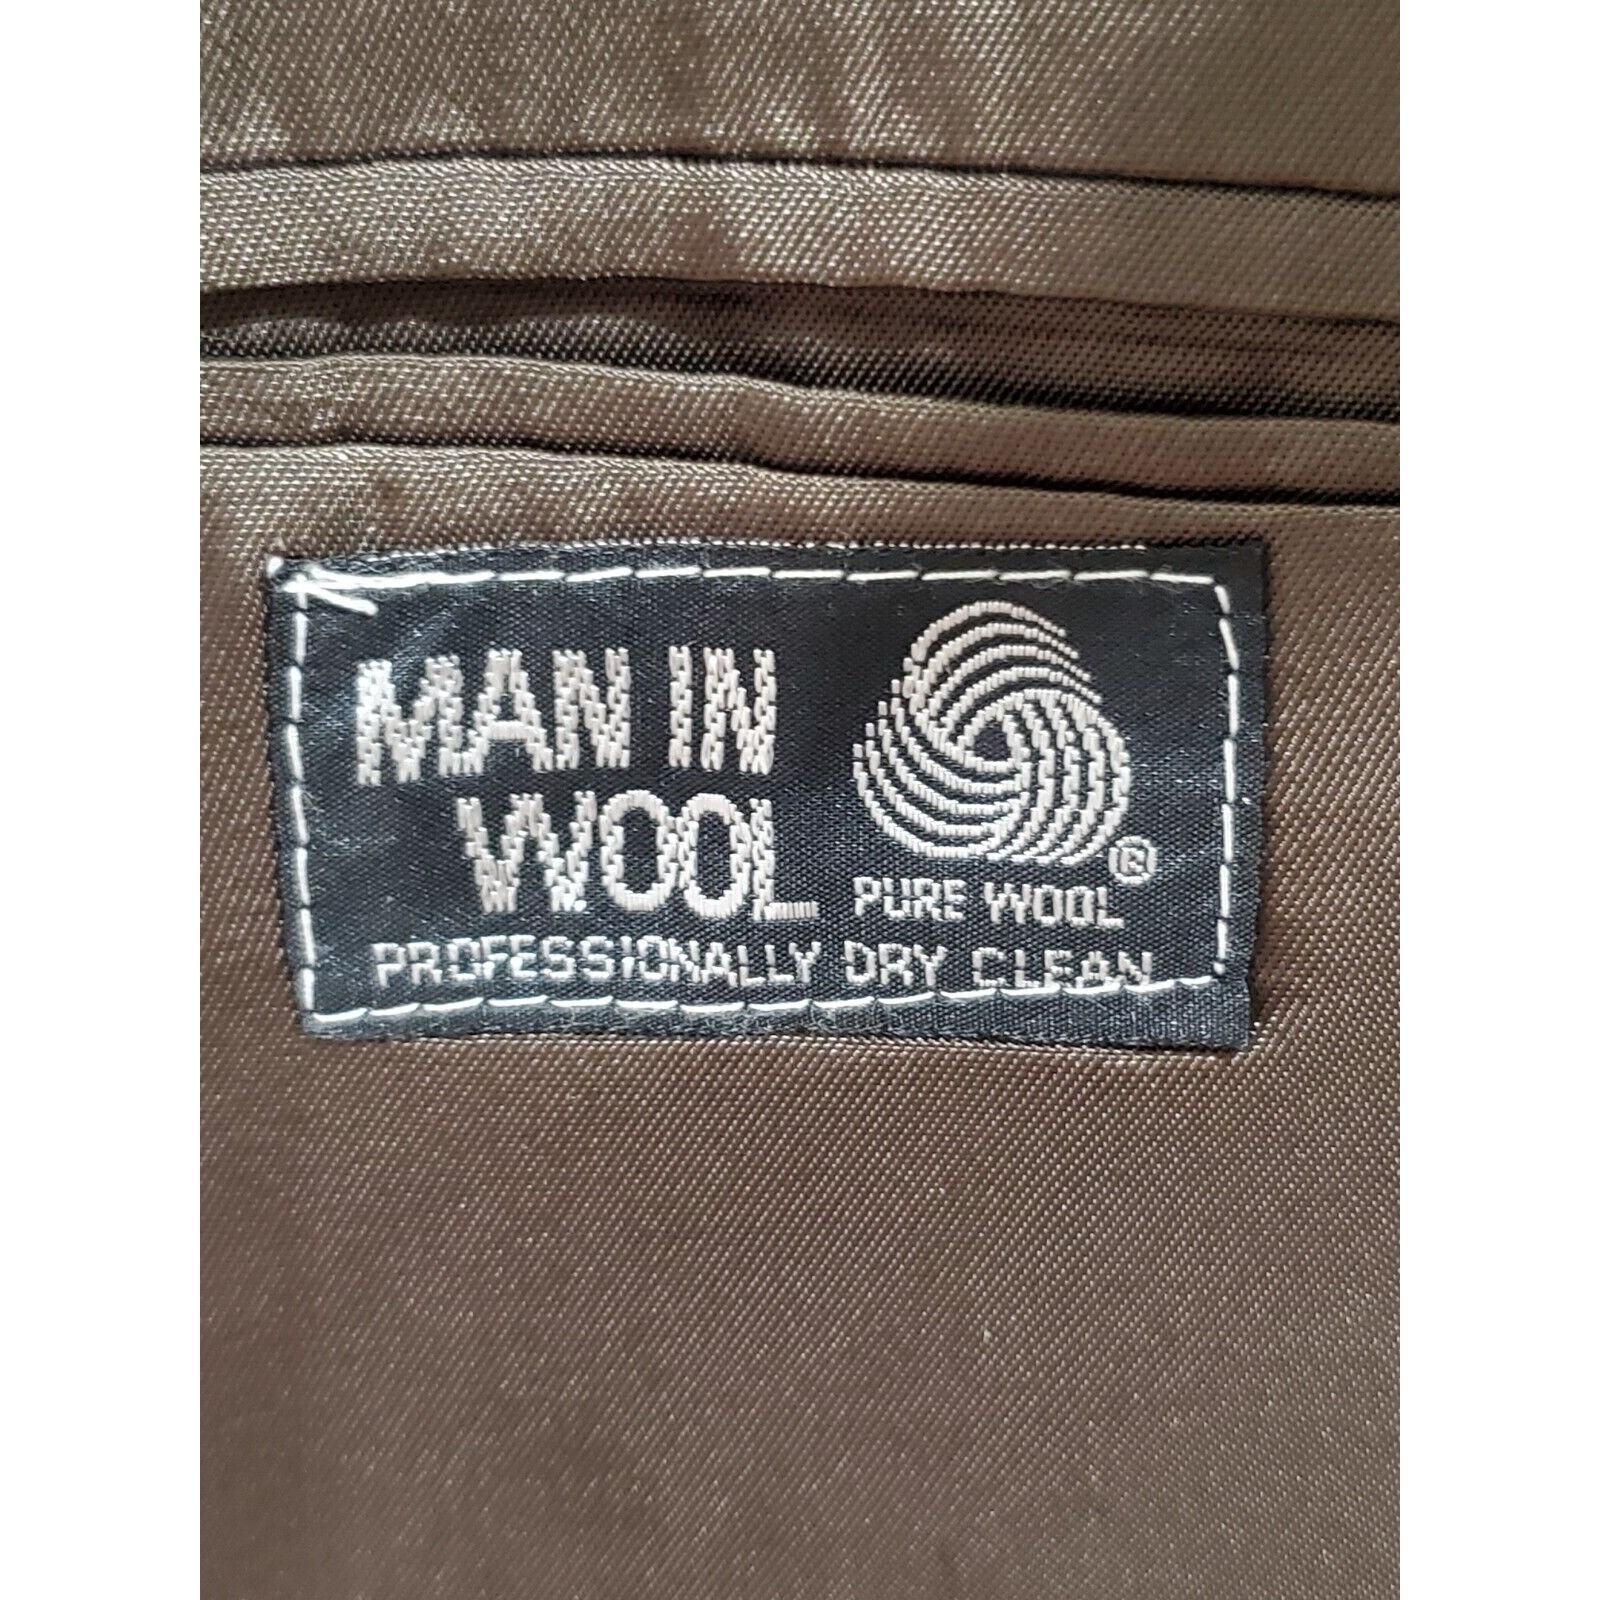 MAN IN
WOOL
®
PURE WOOL
PROFESSIONALLY DRY CLEAN